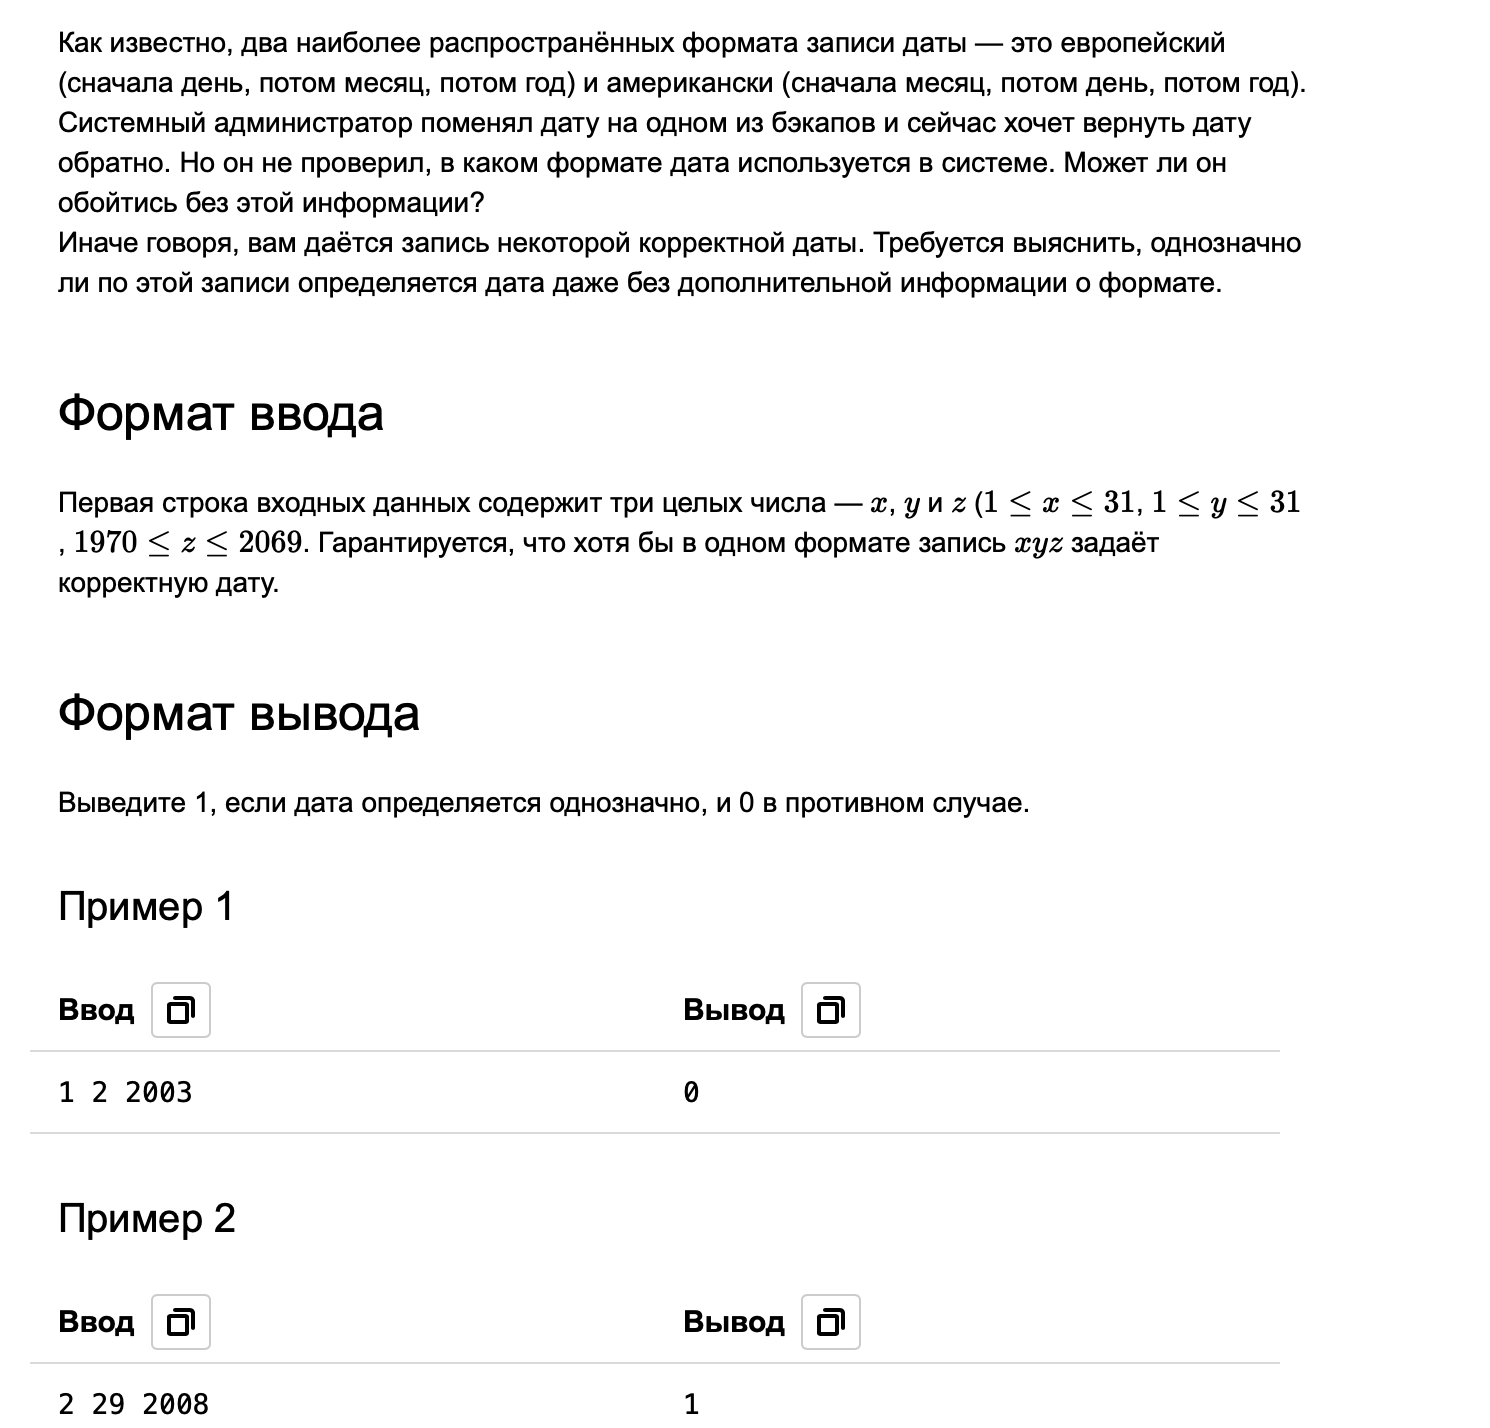 Как известно, два наиболее распространённых формата записи даты — это европейский
(сначала день, потом месяц, потом год) и американски (сначала месяц, потом день, потом год).
Системный администратор поменял дату на одном из бэкапов и сейчас хочет вернуть дату
обратно. Но он не проверил, в каком формате дата используется в системе. Может ли он
обойтись без этой информации?
Иначе говоря, вам даётся запись некоторой корректной даты. Требуется выяснить, однозначно
ли по этой записи определяется дата даже без дополнительной информации о формате.
Формат ввода
Первая строка входных данных содержит три целых числа — x, y и z (1 ≤ x ≤ 31, 1 ≤ y ≤ 31
, 1970 ≤ z ≤ 2069. Гарантируется, что хотя бы в одном формате запись xyz задаёт
корректную дату.
Формат вывода
Выведите 1, если дата определяется однозначно, и 0 в противном случае.
Пример 1
Ввод Вывод
1 2 2003 0
Пример 2
Ввод Вывод
2 29 2008 1